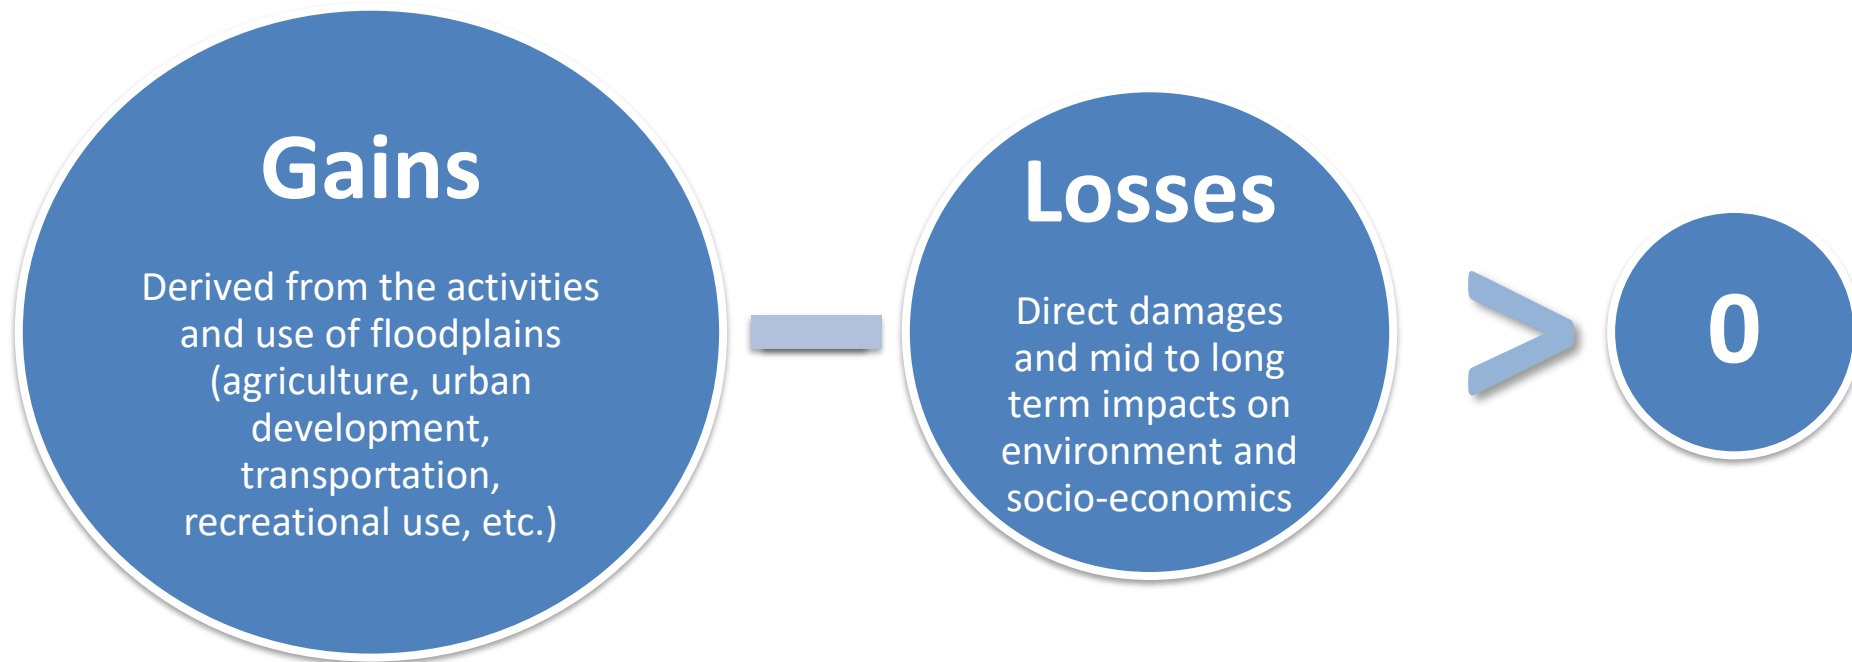 Gains
Derived from the activities
and use of floodplains
(agriculture, urban
development,
transportation,
recreational use, etc.)
Losses
Direct damages
and mid to long
term impacts on
environment and
socio-economics
>
0